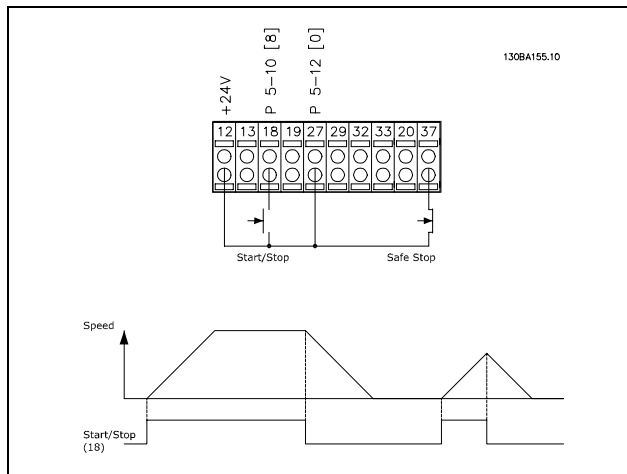 P 5-10 [8]
P 5-12 [0]
130BA155.10
+24V
12 13 18 19 27 29 32 33 20 37
Start/Stop
Safe Stop
Speed
Start/Stop
(18)